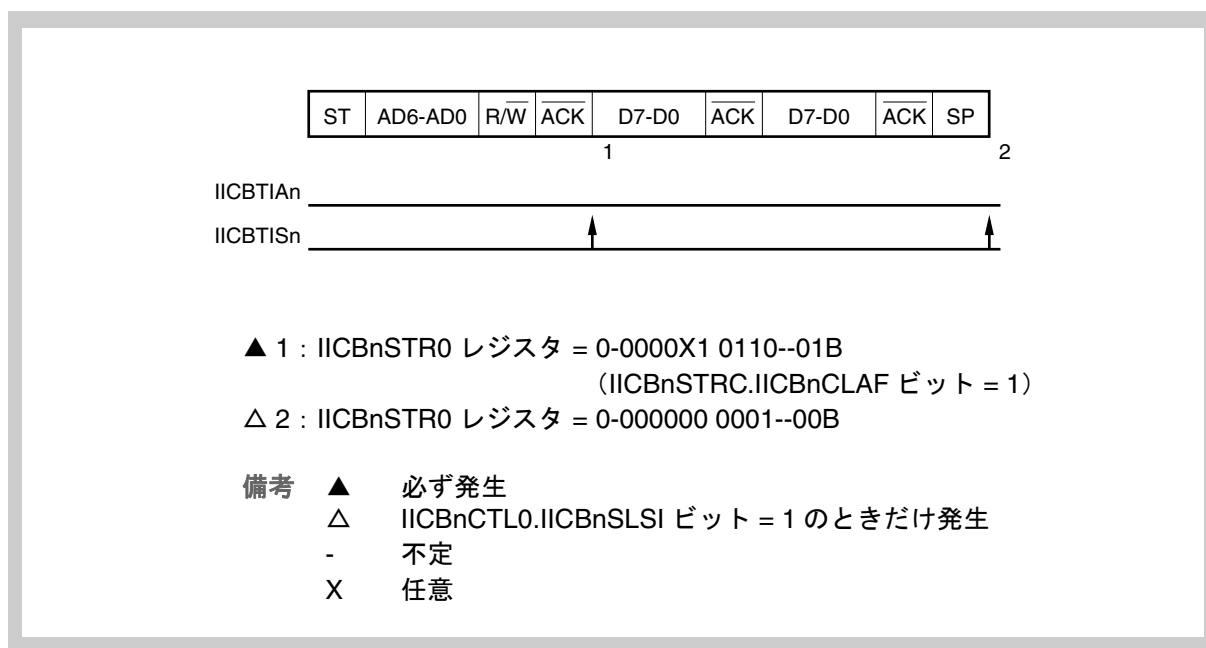 ST AD6-AD0 R/W̅ A̅C̅K̅ D7-D0 A̅C̅K̅ D7-D0 A̅C̅K̅ SP
1 2
IICBTIAn
IICBTISn
▲ 1 : IICBnSTR0 レジスタ = 0-0000X1 0110--01B
(IICBnSTRC.IICBnCLAF ビット = 1)
△ 2 : IICBnSTR0 レジスタ = 0-000000 0001--00B
備考 ▲ 必ず発生
△ IICBnCTL0.IICBnSLSI ビット = 1 のときだけ発生
- 不定
X 任意